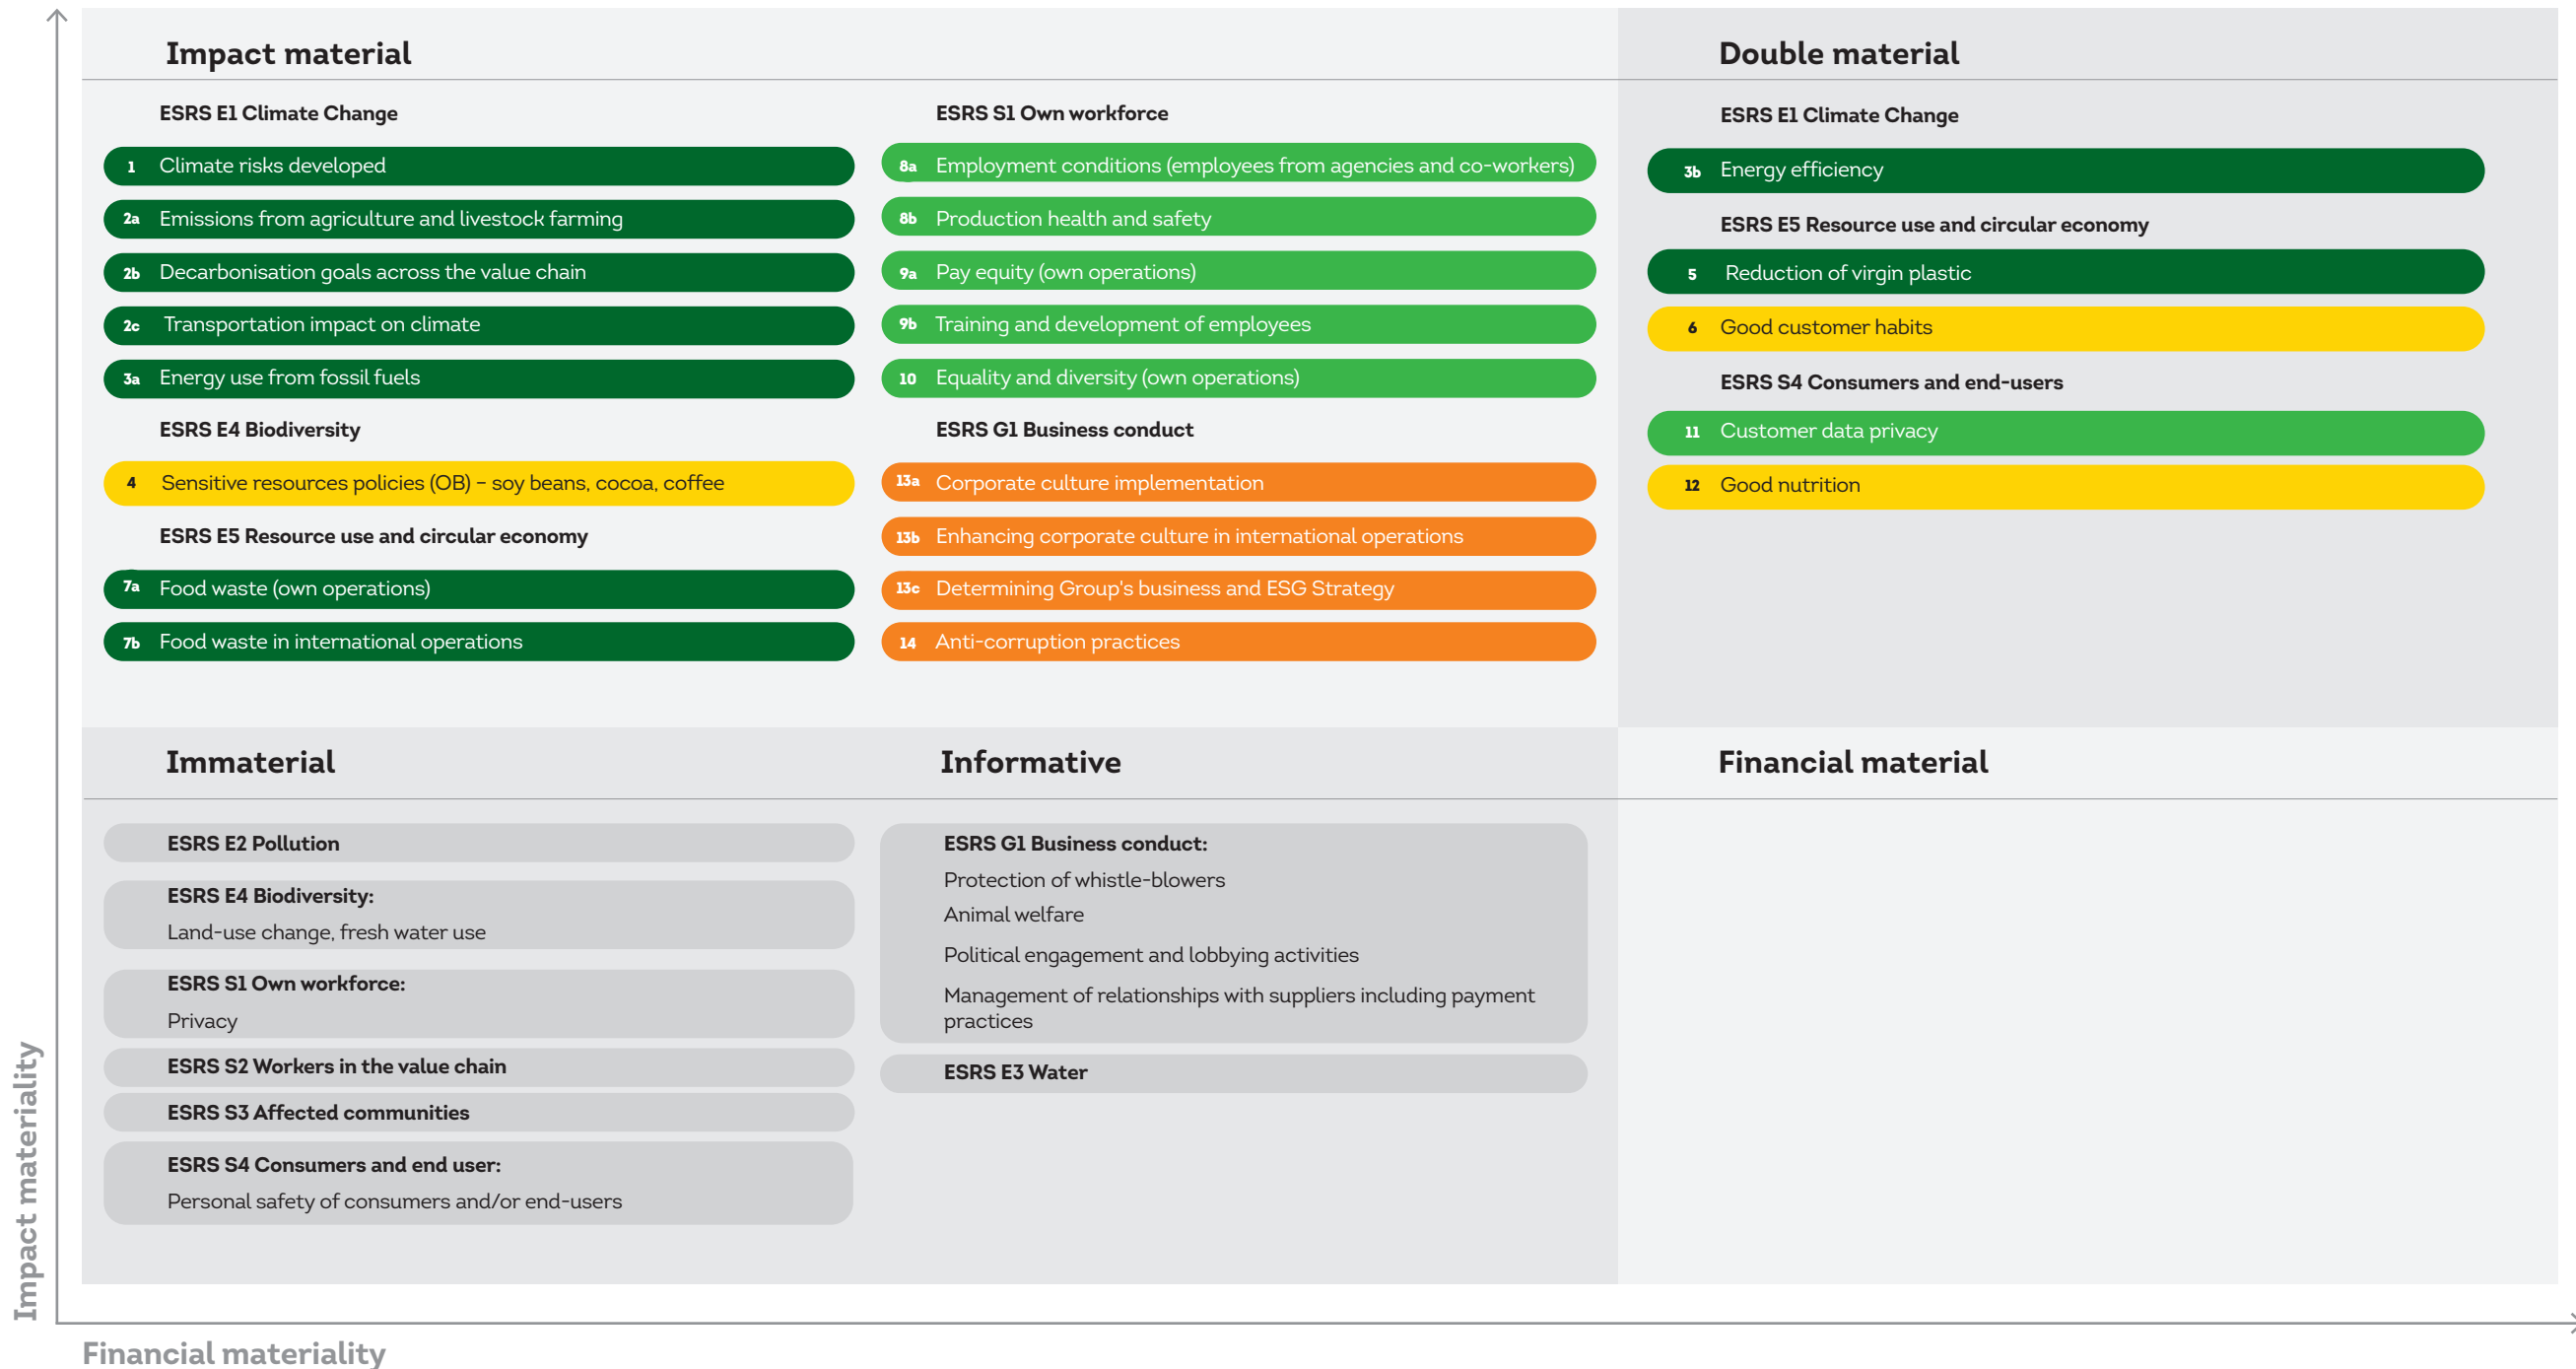 Impact material
ESRS E1 Climate Change
1 Climate risks developed
2a Emissions from agriculture and livestock farming
2b Decarbonisation goals across the value chain
2c Transportation impact on climate
3a Energy use from fossil fuels
ESRS E4 Biodiversity
4 Sensitive resources policies (OB) – soy beans, cocoa, coffee
ESRS E5 Resource use and circular economy
7a Food waste (own operations)
7b Food waste in international operations
ESRS S1 Own workforce
8a Employment conditions (employees from agencies and co-workers)
8b Production health and safety
9a Pay equity (own operations)
9b Training and development of employees
10 Equality and diversity (own operations)
ESRS G1 Business conduct
13a Corporate culture implementation
13b Enhancing corporate culture in international operations
13c Determining Group's business and ESG Strategy
14 Anti-corruption practices
Double material
ESRS E1 Climate Change
3b Energy efficiency
ESRS E5 Resource use and circular economy
5 Reduction of virgin plastic
6 Good customer habits
ESRS S4 Consumers and end-users
11 Customer data privacy
12 Good nutrition
Immaterial
ESRS E2 Pollution
ESRS E4 Biodiversity:
Land-use change, fresh water use
ESRS S1 Own workforce:
Privacy
ESRS S2 Workers in the value chain
ESRS S3 Affected communities
ESRS S4 Consumers and end user:
Personal safety of consumers and/or end-users
Informative
ESRS G1 Business conduct:
Protection of whistle-blowers
Animal welfare
Political engagement and lobbying activities
Management of relationships with suppliers including payment
practices
ESRS E3 Water
Financial material
Impact materiality
Financial materiality